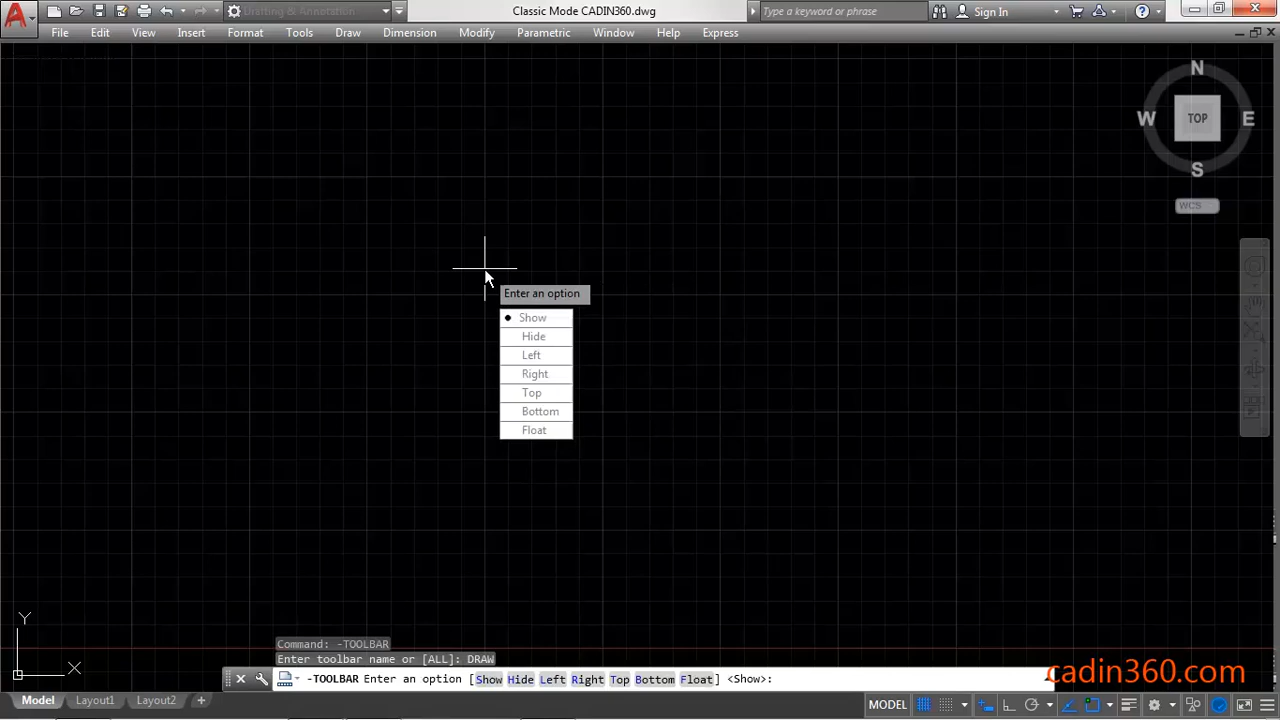 Drafting & Annotation
Classic Mode CADIN360.dwg
Type a keyword or phrase
Sign In
File Edit View Insert Format Tools Draw Dimension Modify Parametric Window Help Express
N
W TOP E
S
WCS
Enter an option
Show
Hide
Left
Right
Top
Bottom
Float
Y
X
Command: -TOOLBAR
Enter toolbar name or [ALL]: DRAW
-TOOLBAR Enter an option [Show Hide Left Right Top Bottom Float] <Show>:
cadin360.com
Model Layout1 Layout2 +
MODEL